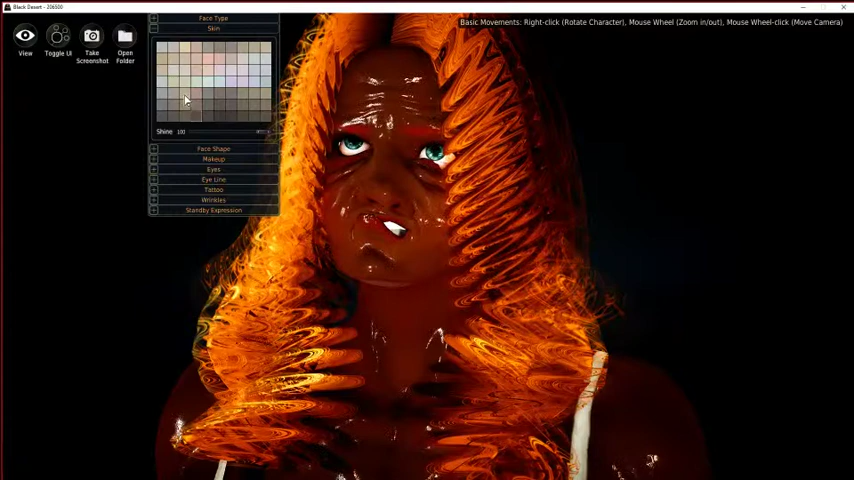 Black Desert - 206500
Face Type
Skin
Basic Movements: Right-click (Rotate Character), Mouse Wheel (Zoom in/out), Mouse Wheel-click (Move Camera)
View
Toggle UI
Take
Screenshot
Open
Folder
Shine 100
Face Shape
Makeup
Eyes
Eye Line
Tattoo
Wrinkles
Standby Expression